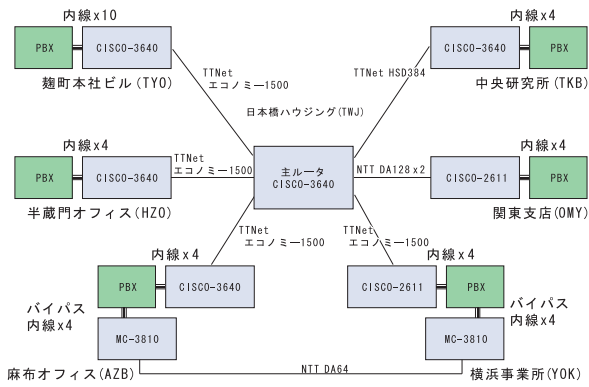 内線x10
PBX
CISCO-3640
麹町本社ビル(TYO)
TTNet
エコノミー1500
日本橋ハウジング(TWJ)
内線x4
CISCO-3640
PBX
中央研究所(TKB)
TTNet HSD384
内線x4
PBX
CISCO-3640
半蔵門オフィス(HZO)
TTNet
エコノミー1500
主ルータ
CISCO-3640
NTT DA128x2
内線x4
CISCO-2611
PBX
関東支店(OMY)
TTNet
エコノミー1500
TTNet
エコノミー1500
内線x4
PBX
CISCO-3640
バイパス
内線x4
MC-3810
麻布オフィス(AZB)
内線x4
CISCO-2611
PBX
バイパス
内線x4
MC-3810
横浜事業所(YOK)
NTT DA64